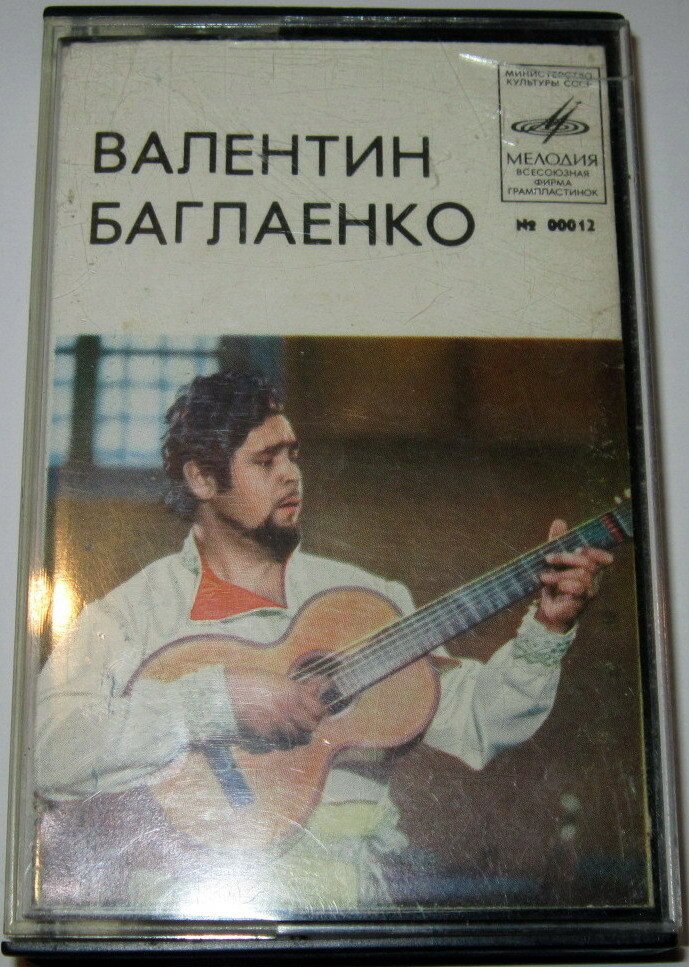 ВАЛЕНТИН
БАГЛАЕНКО
МИНИСТЕРСТВО
КУЛЬТУРЫ СССР
МЕЛОДИЯ
ВСЕСОЮЗНАЯ
ФИРМА
ГРАМПЛАСТИНОК
№ 00012